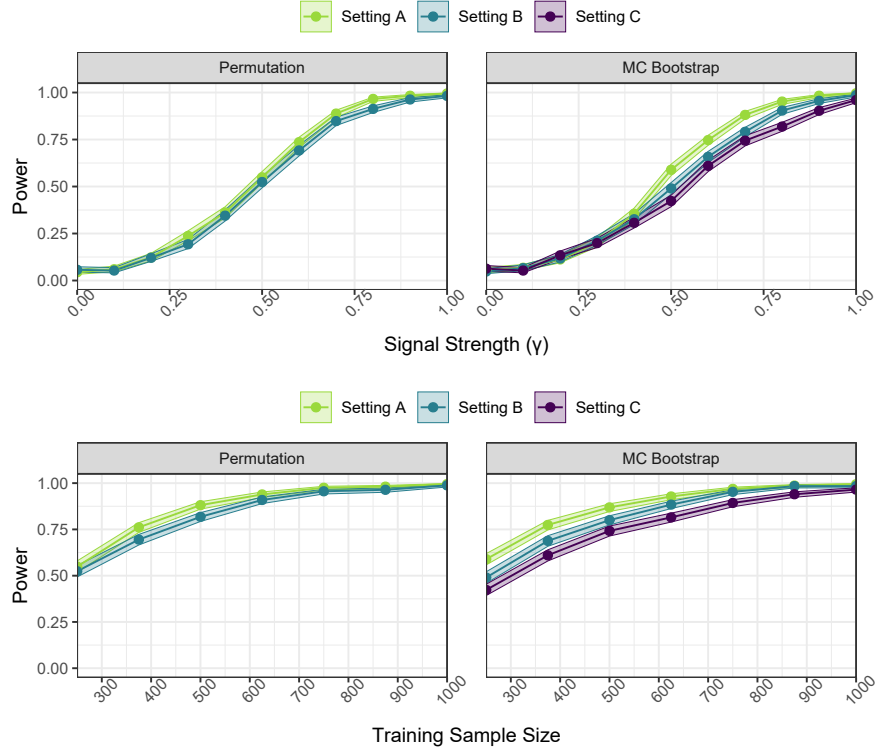 Setting A Setting B Setting C
Permutation MC Bootstrap
Power
1.00
0.75
0.50
0.25
0.00
0.00 0.25 0.50 0.75 1.00 0.00 0.25 0.50 0.75 1.00
Signal Strength (γ)
Setting A Setting B Setting C
Permutation MC Bootstrap
Power
1.00
0.75
0.50
0.25
0.00
300 400 500 600 700 800 900 1000 300 400 500 600 700 800 900 1000
Training Sample Size